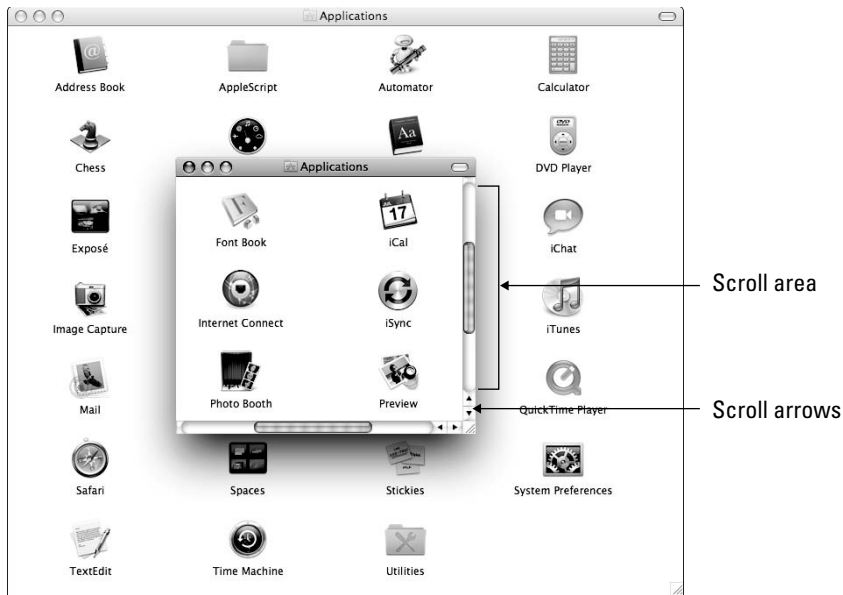 Applications
Address Book
AppleScript
Automator
Calculator
@
Chess
Aa
DVD
DVD Player
Applications
Exposé
Font Book
17
iCal
iChat
Scroll area
Image Capture
Internet Connect
iSync
iTunes
Mail
Photo Booth
Preview
QuickTime Player
Scroll arrows
Safari
Spaces
Stickies
System Preferences
TextEdit
Time Machine
Utilities